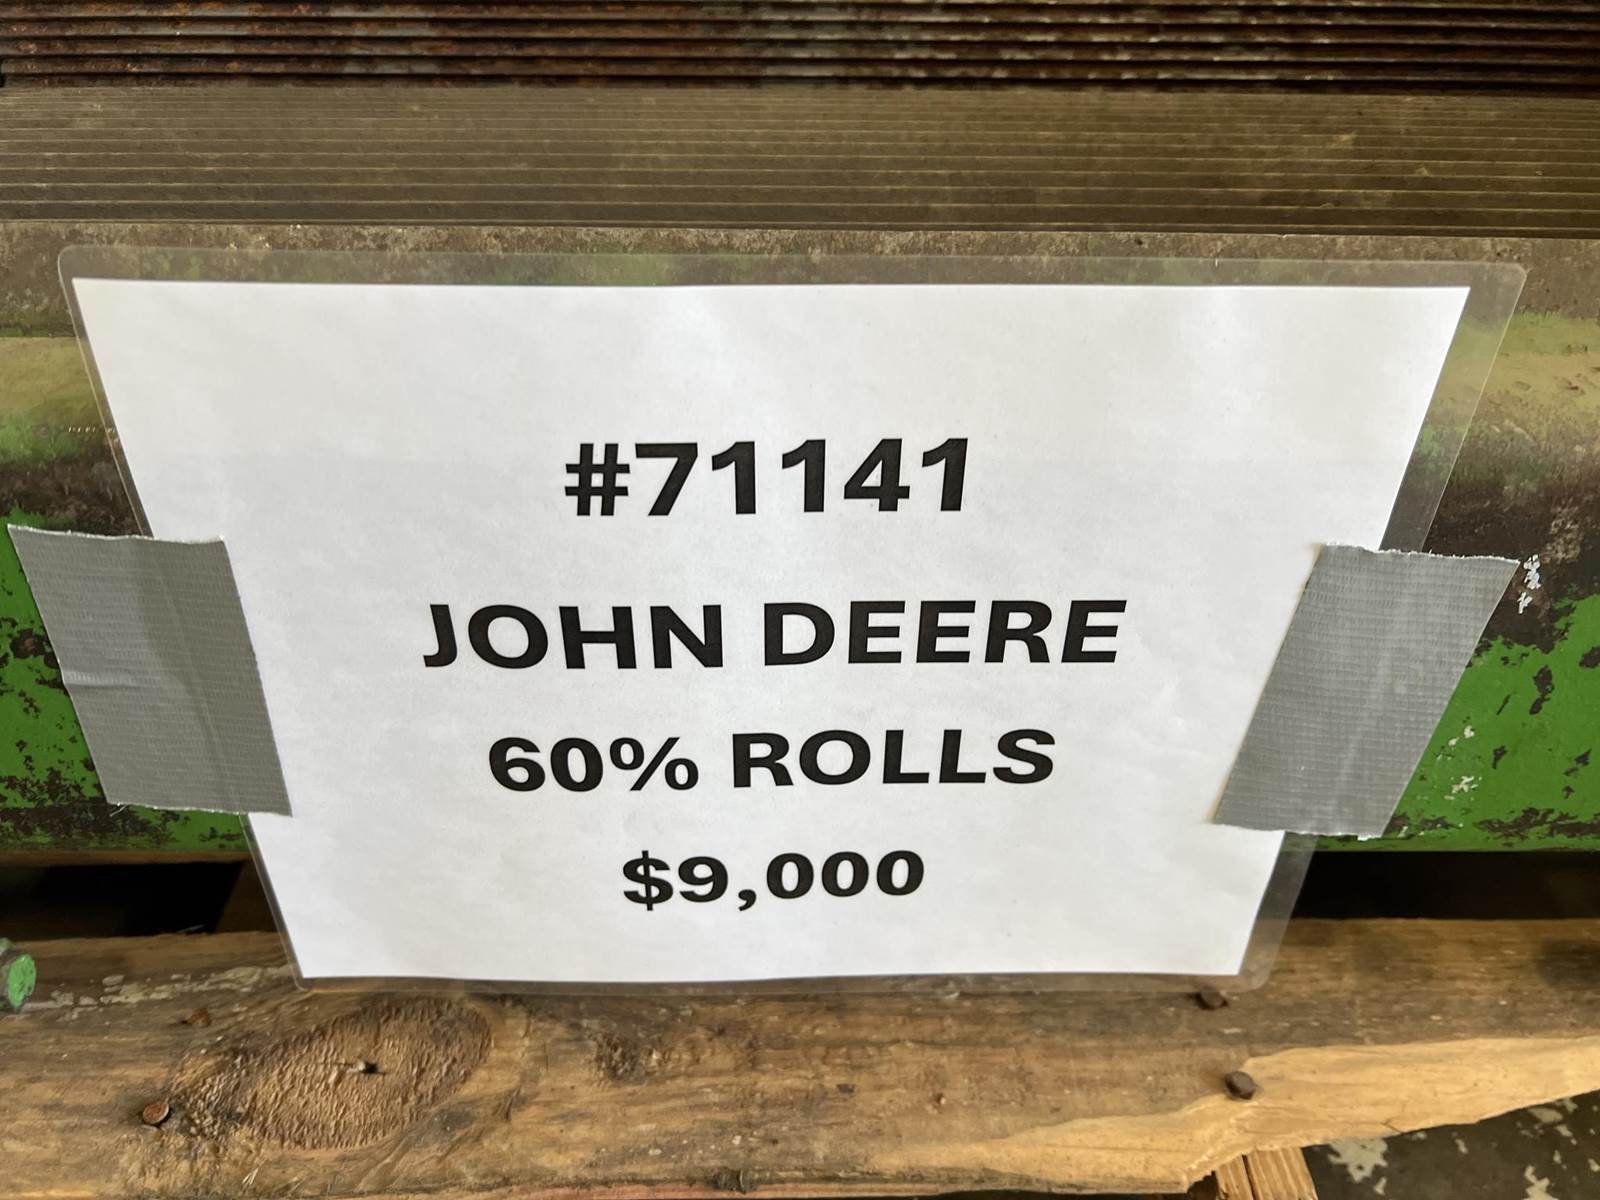 #71141
JOHN DEERE
60% ROLLS
$9,000